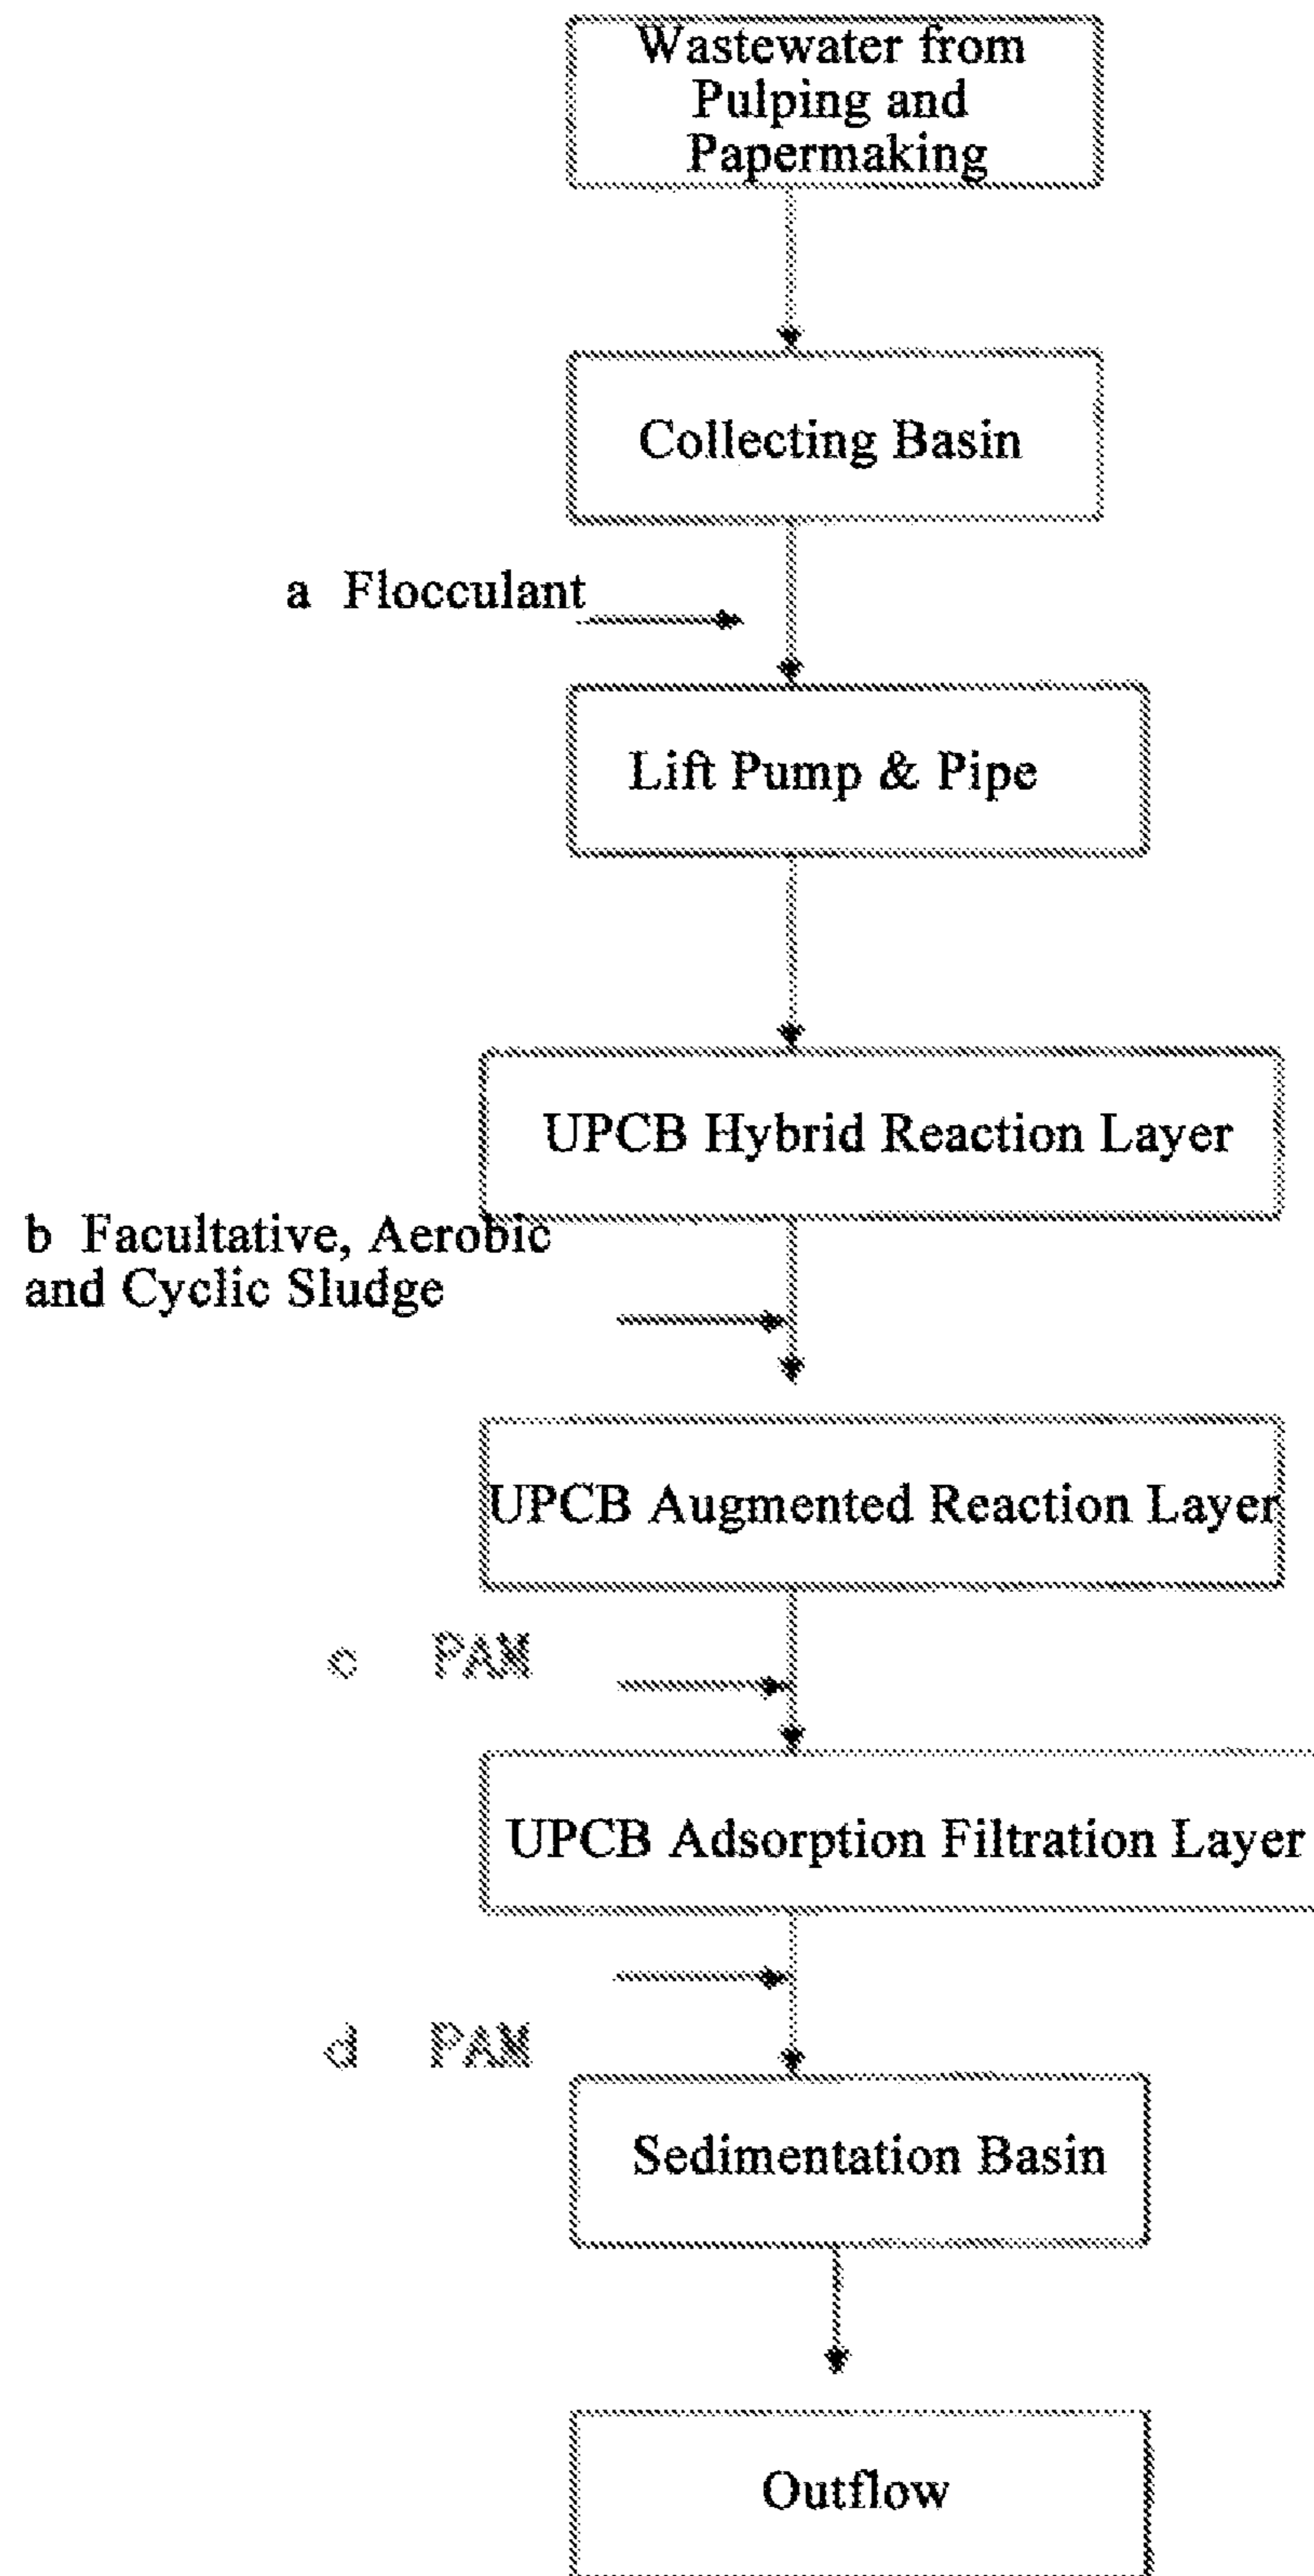 Wastewater from
Pulping and
Papermaking
Collecting Basin
a Flocculant
Lift Pump & Pipe
UPCB Hybrid Reaction Layer
b Facultative, Aerobic
and Cyclic Sludge
UPCB Augmented Reaction Layer
c PAM
UPCB Adsorption Filtration Layer
d PAM
Sedimentation Basin
Outflow